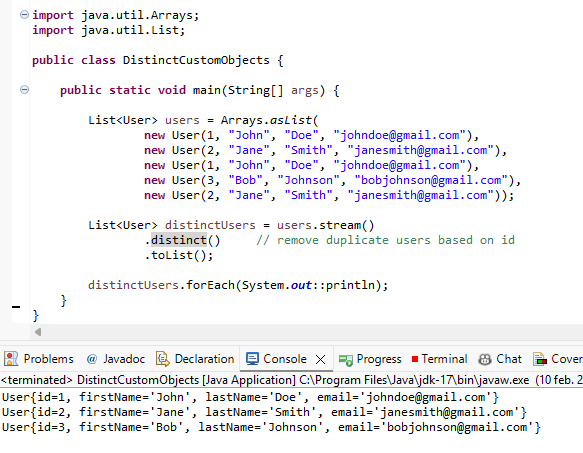 import java.util.Arrays;
import java.util.List;
public class DistinctCustomObjects {
public static void main(String[] args) {
List<User> users = Arrays.asList(
new User(1, "John", "Doe", "johndoe@gmail.com"),
new User(2, "Jane", "Smith", "janesmith@gmail.com"),
new User(1, "John", "Doe", "johndoe@gmail.com"),
new User(3, "Bob", "Johnson", "bobjohnson@gmail.com"),
new User(2, "Jane", "Smith", "janesmith@gmail.com"));
List<User> distinctUsers = users.stream()
.distinct() // remove duplicate users based on id
.toList();
distinctUsers.forEach(System.out::println);
}
}
Problems @ Javadoc Declaration Console Progress Terminal Chat Cover
<terminated> DistinctCustomObjects [Java Application] C:\Program Files\Java\jdk-17\bin\javaw.exe (10 feb. 2
User{id=1, firstName='John', lastName='Doe', email='johndoe@gmail.com'}
User{id=2, firstName='Jane', lastName='Smith', email='janesmith@gmail.com'}
User{id=3, firstName='Bob', lastName='Johnson', email='bobjohnson@gmail.com'}